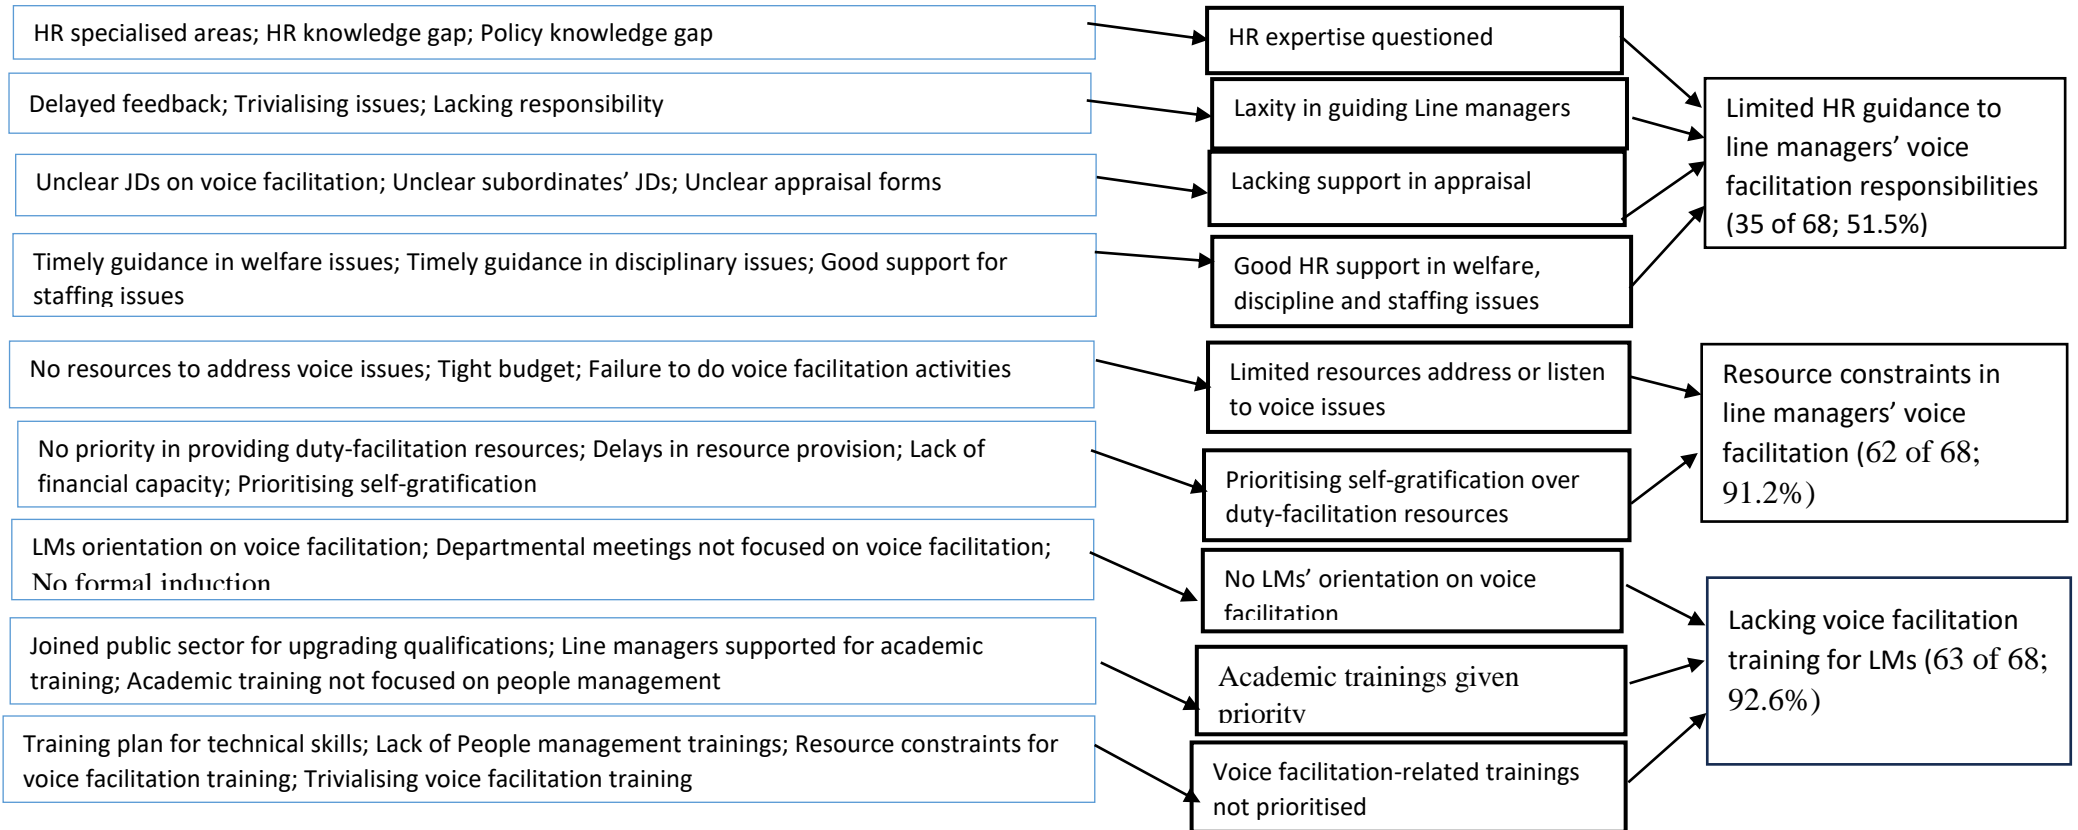 HR specialised areas; HR knowledge gap; Policy knowledge gap
Delayed feedback; Trivialising issues; Lacking responsibility
Unclear JDs on voice facilitation; Unclear subordinates’ JDs; Unclear appraisal forms
Timely guidance in welfare issues; Timely guidance in disciplinary issues; Good support for
staffing issues
No resources to address voice issues; Tight budget; Failure to do voice facilitation activities
No priority in providing duty-facilitation resources; Delays in resource provision; Lack of
financial capacity; Prioritising self-gratification
LMs orientation on voice facilitation; Departmental meetings not focused on voice facilitation;
No formal induction
Joined public sector for upgrading qualifications; Line managers supported for academic
training; Academic training not focused on people management
Training plan for technical skills; Lack of People management trainings; Resource constraints for
voice facilitation training; Trivialising voice facilitation training
HR expertise questioned
Laxity in guiding Line managers
Lacking support in appraisal
Good HR support in welfare,
discipline and staffing issues
Limited resources address or listen
to voice issues
Prioritising self-gratification over
duty-facilitation resources
No LMs’ orientation on voice
facilitation
Academic trainings given
priority
Voice facilitation-related trainings
not prioritised
Limited HR guidance to
line managers’ voice
facilitation responsibilities
(35 of 68; 51.5%)
Resource constraints in
line managers’ voice
facilitation (62 of 68;
91.2%)
Lacking voice facilitation
training for LMs (63 of 68;
92.6%)